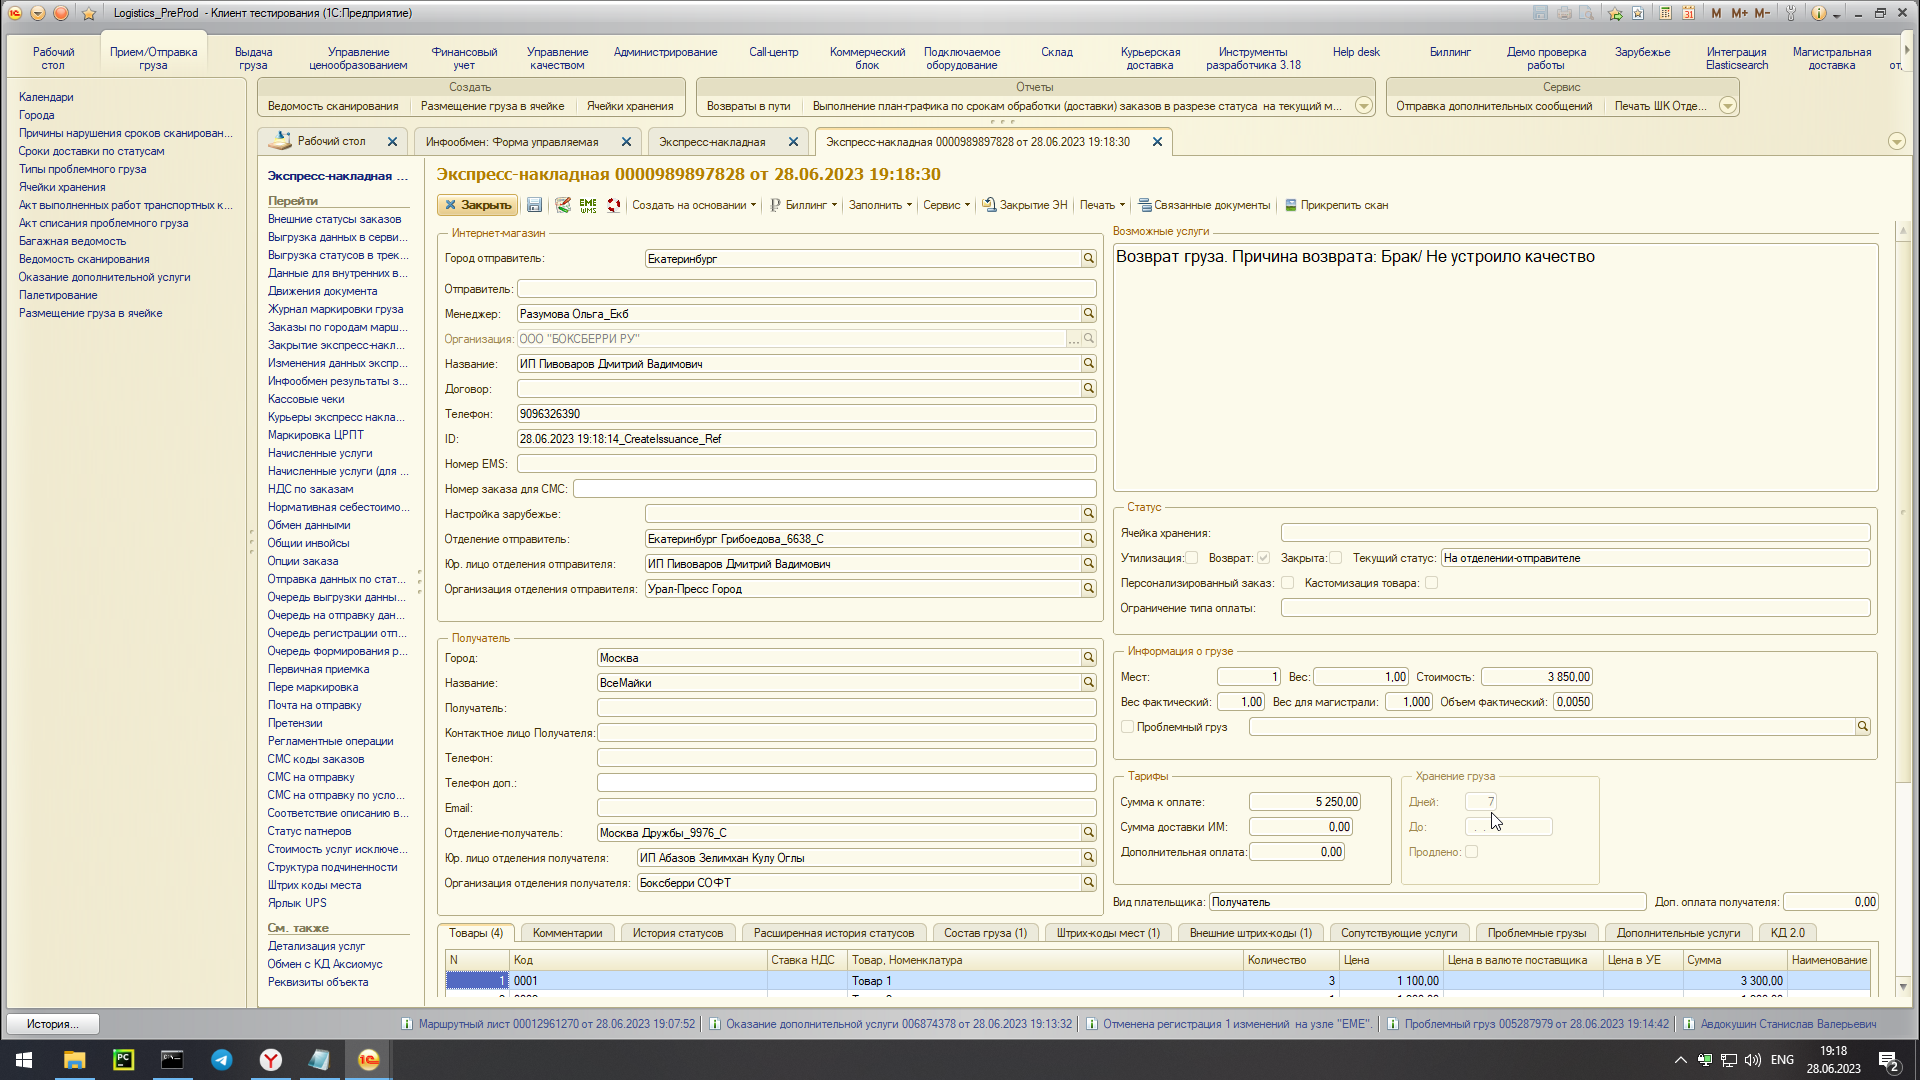 Logistics_PreProd - Клиент тестирования (1С:Предприятие)
M M+ M-
Рабочий стол
Прием/Отправка груза
Выдача груза
Управление ценообразованием
Финансовый учет
Управление качеством
Администрирование
Call-центр
Коммерческий блок
Подключаемое оборудование
Склад
Курьерская доставка
Инструменты разработчика 3.18
Help desk
Биллинг
Демо проверка работы
Зарубежье
Интеграция Elasticsearch
Магистральная доставка
Создать
Ведомость сканирования Размещение груза в ячейке Ячейки хранения
Отчеты
Возвраты в пути Выполнение план-графика по срокам обработки (доставки) заказов в разрезе статуса на текущий м...
Сервис
Отправка дополнительных сообщений Печать ШК Отде...
Календари
Города
Причины нарушения сроков сканирован...
Сроки доставки по статусам
Типы проблемного груза
Ячейки хранения
Акт выполненных работ транспортных к...
Акт списания проблемного груза
Багажная ведомость
Ведомость сканирования
Оказание дополнительной услуги
Палетирование
Размещение груза в ячейке
Рабочий стол
Инфообмен: Форма управляемая
Экспресс-накладная
Экспресс-накладная 0000989897828 от 28.06.2023 19:18:30
Экспресс-накладная ...
Перейти
Внешние статусы заказов
Выгрузка данных в серви...
Выгрузка статусов в трек...
Данные для внутренних в...
Движения документа
Журнал маркировки груза
Заказы по городам марш...
Закрытие экспресс-накл...
Изменения данных экспр...
Инфообмен результаты з...
Кассовые чеки
Курьеры экспресс накла...
Маркировка ЦРПТ
Начисленные услуги
Начисленные услуги (для ...
НДС по заказам
Нормативная себестоимо...
Обмен данными
Общии инвойсы
Опции заказа
Отправка данных по стат...
Очередь выгрузки данны...
Очередь на отправку дан...
Очередь регистрации отп...
Очередь формирования р...
Первичная приемка
Пере маркировка
Почта на отправку
Претензии
Регламентные операции
СМС коды заказов
СМС на отправку
СМС на отправку по усло...
Соответствие описанию в...
Статус патнеров
Стоимость услуг исключе...
Структура подчиненности
Штрих коды места
Ярлык UPS
См. также
Детализация услуг
Обмен с КД Аксиомус
Реквизиты объекта
Экспресс-накладная 0000989897828 от 28.06.2023 19:18:30
Закрыть EME WMS Создать на основании Биллинг Заполнить Сервис Закрытие ЭН Печать Связанные документы Прикрепить скан
Интернет-магазин
Город отправитель: Екатеринбург
Отправитель:
Менеджер: Разумова Ольга_Екб
Организация: ООО "БОКСБЕРРИ РУ"
Название: ИП Пивоваров Дмитрий Вадимович
Договор:
Телефон: 9096326390
ID: 28.06.2023 19:18:14_CreateIssuance_Ref
Номер EMS:
Номер заказа для СМС:
Настройка зарубежье:
Отделение отправитель: Екатеринбург Грибоедова_6638_С
Юр. лицо отделения отправителя: ИП Пивоваров Дмитрий Вадимович
Организация отделения отправителя: Урал-Пресс Город
Получатель
Город: Москва
Название: ВсеМайки
Получатель:
Контактное лицо Получателя:
Телефон:
Телефон доп.:
Email:
Отделение-получатель: Москва Дружбы_9976_С
Юр. лицо отделения получателя: ИП Абазов Зелимхан Кулу Оглы
Организация отделения получателя: Боксберри СОФТ
Возможные услуги
Возврат груза. Причина возврата: Брак/ Не устроило качество
Статус
Ячейка хранения:
Утилизация: Возврат: Закрыта: Текущий статус: На отделении-отправителе
Персонализированный заказ: Кастомизация товара:
Ограничение типа оплаты:
Информация о грузе
Мест: 1 Вес: 1,00 Стоимость: 3 850,00
Вес фактический: 1,00 Вес для магистрали: 1,000 Объем фактический: 0,0050
Проблемный груз
Тарифы
Сумма к оплате: 5 250,00
Сумма доставки ИМ: 0,00
Дополнительная оплата: 0,00
Хранение груза
Дней: 7
До: . .
Продлено:
Вид плательщика: Получатель Доп. оплата получателя: 0,00
Товары (4) Комментарии История статусов Расширенная история статусов Состав груза (1) Штрих-коды мест (1) Внешние штрих-коды (1) Сопутствующие услуги Проблемные грузы Дополнительные услуги КД 2.0
N Код Ставка НДС Товар, Номенклатура Количество Цена Цена в валюте поставщика Цена в УЕ Сумма Наименование
1 0001 Товар 1 3 1 100,00 3 300,00
История...
Маршрутный лист 00012961270 от 28.06.2023 19:07:52
Оказание дополнительной услуги 006874378 от 28.06.2023 19:13:32
Отменена регистрация 1 изменений на узле "EME".
Проблемный груз 005287979 от 28.06.2023 19:14:42
Авдокушин Станислав Валерьевич
ENG
19:18
28.06.2023
2